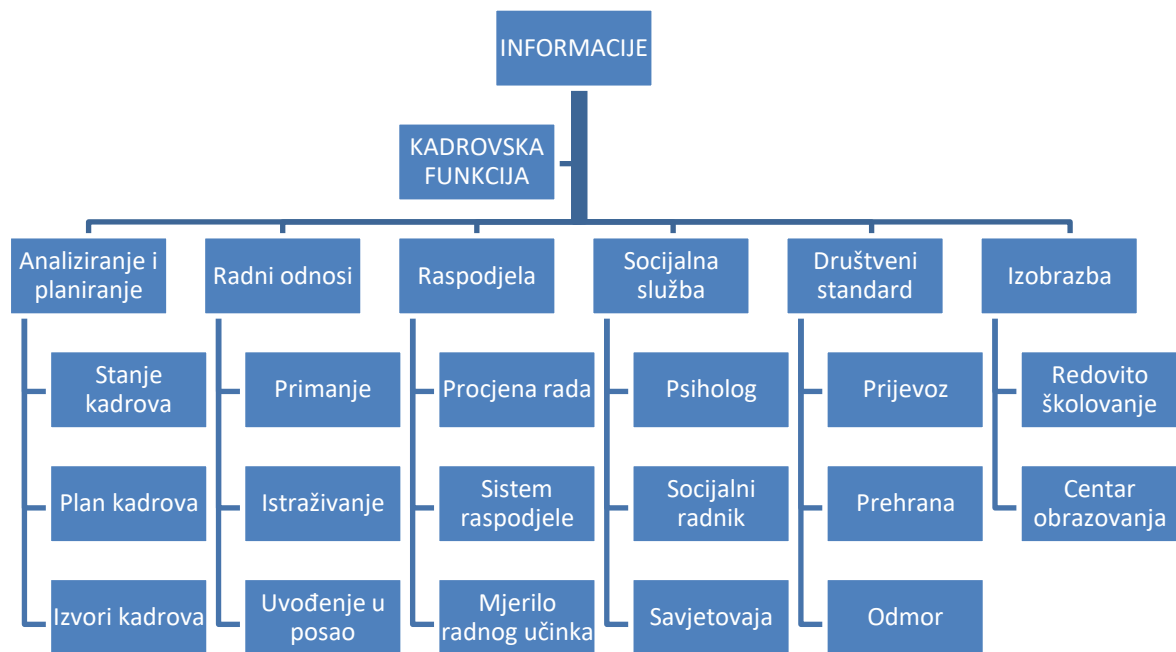 INFORMACIJE
KADROVSKA
FUNKCIJA
Analiziranje i
planiranje
Stanje
kadrova
Plan kadrova
Izvori kadrova
Radni odnosi
Primanje
Istraživanje
Uvođenje u
posao
Raspodjela
Procjena rada
Sistem
raspodjele
Mjerilo
radnog učinka
Socijalna
služba
Psiholog
Socijalni
radnik
Savjetovaja
Društveni
standard
Prijevoz
Prehrana
Odmor
Izobrazba
Redovito
školovanje
Centar
obrazovanja